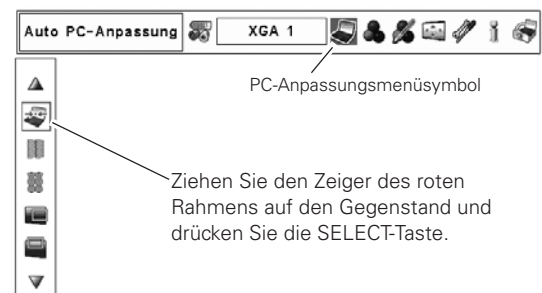 Auto PC-Anpassung
XGA 1
PC-Anpassungsmenüsymbol
Ziehen Sie den Zeiger des roten
Rahmens auf den Gegenstand und
drücken Sie die SELECT-Taste.